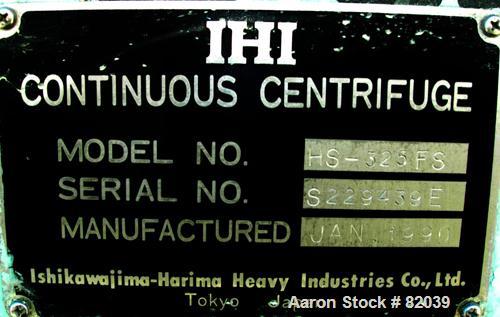 IHI
CONTINUOUS CENTRIFUGE
MODEL NO. HS-325FS
SERIAL NO. S229439E
MANUFACTURED JAN 1996
Ishikawajima-Harima Heavy Industries Co., Ltd.
Tokyo
Aaron Stock # 82039